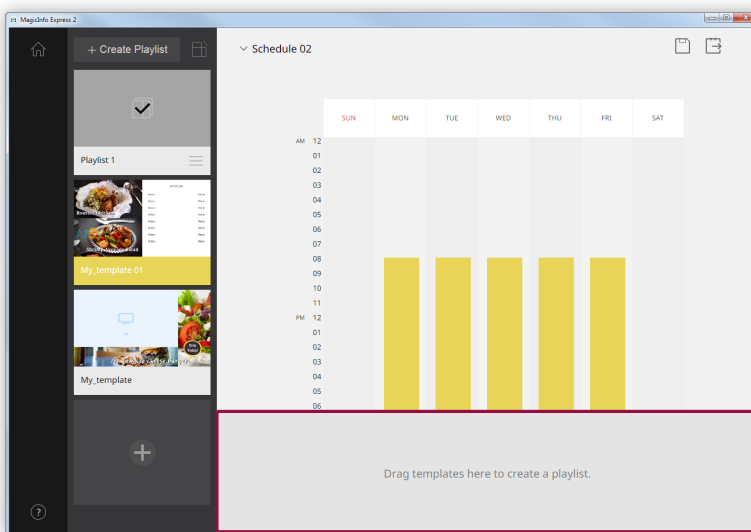 MagicInfo Express 2
+ Create Playlist
Schedule 02
Playlist 1
My_template 01
My_template
SUN MON TUE WED THU FRI SAT
AM 12
01
02
03
04
05
06
07
08
09
10
11
PM 12
01
02
03
04
05
06
Drag templates here to create a playlist.
?